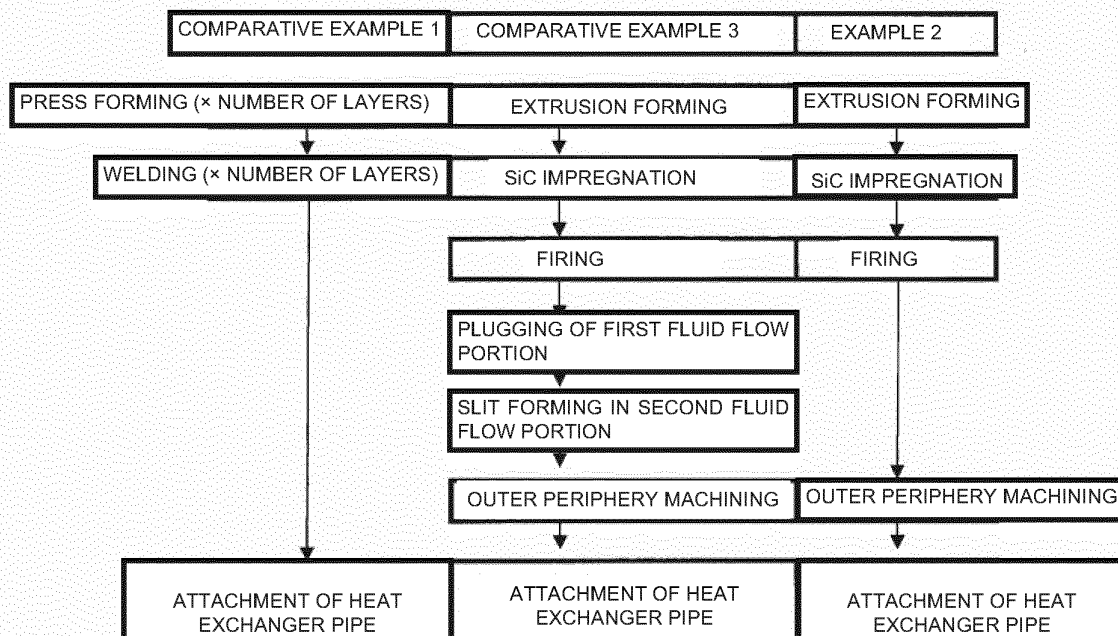 COMPARATIVE EXAMPLE 1 COMPARATIVE EXAMPLE 3 EXAMPLE 2
PRESS FORMING (× NUMBER OF LAYERS) EXTRUSION FORMING EXTRUSION FORMING
WELDING (× NUMBER OF LAYERS) SiC IMPREGNATION SiC IMPREGNATION
FIRING FIRING
PLUGGING OF FIRST FLUID FLOW
PORTION
SLIT FORMING IN SECOND FLUID
FLOW PORTION
OUTER PERIPHERY MACHINING OUTER PERIPHERY MACHINING
ATTACHMENT OF HEAT
EXCHANGER PIPE
ATTACHMENT OF HEAT
EXCHANGER PIPE
ATTACHMENT OF HEAT
EXCHANGER PIPE